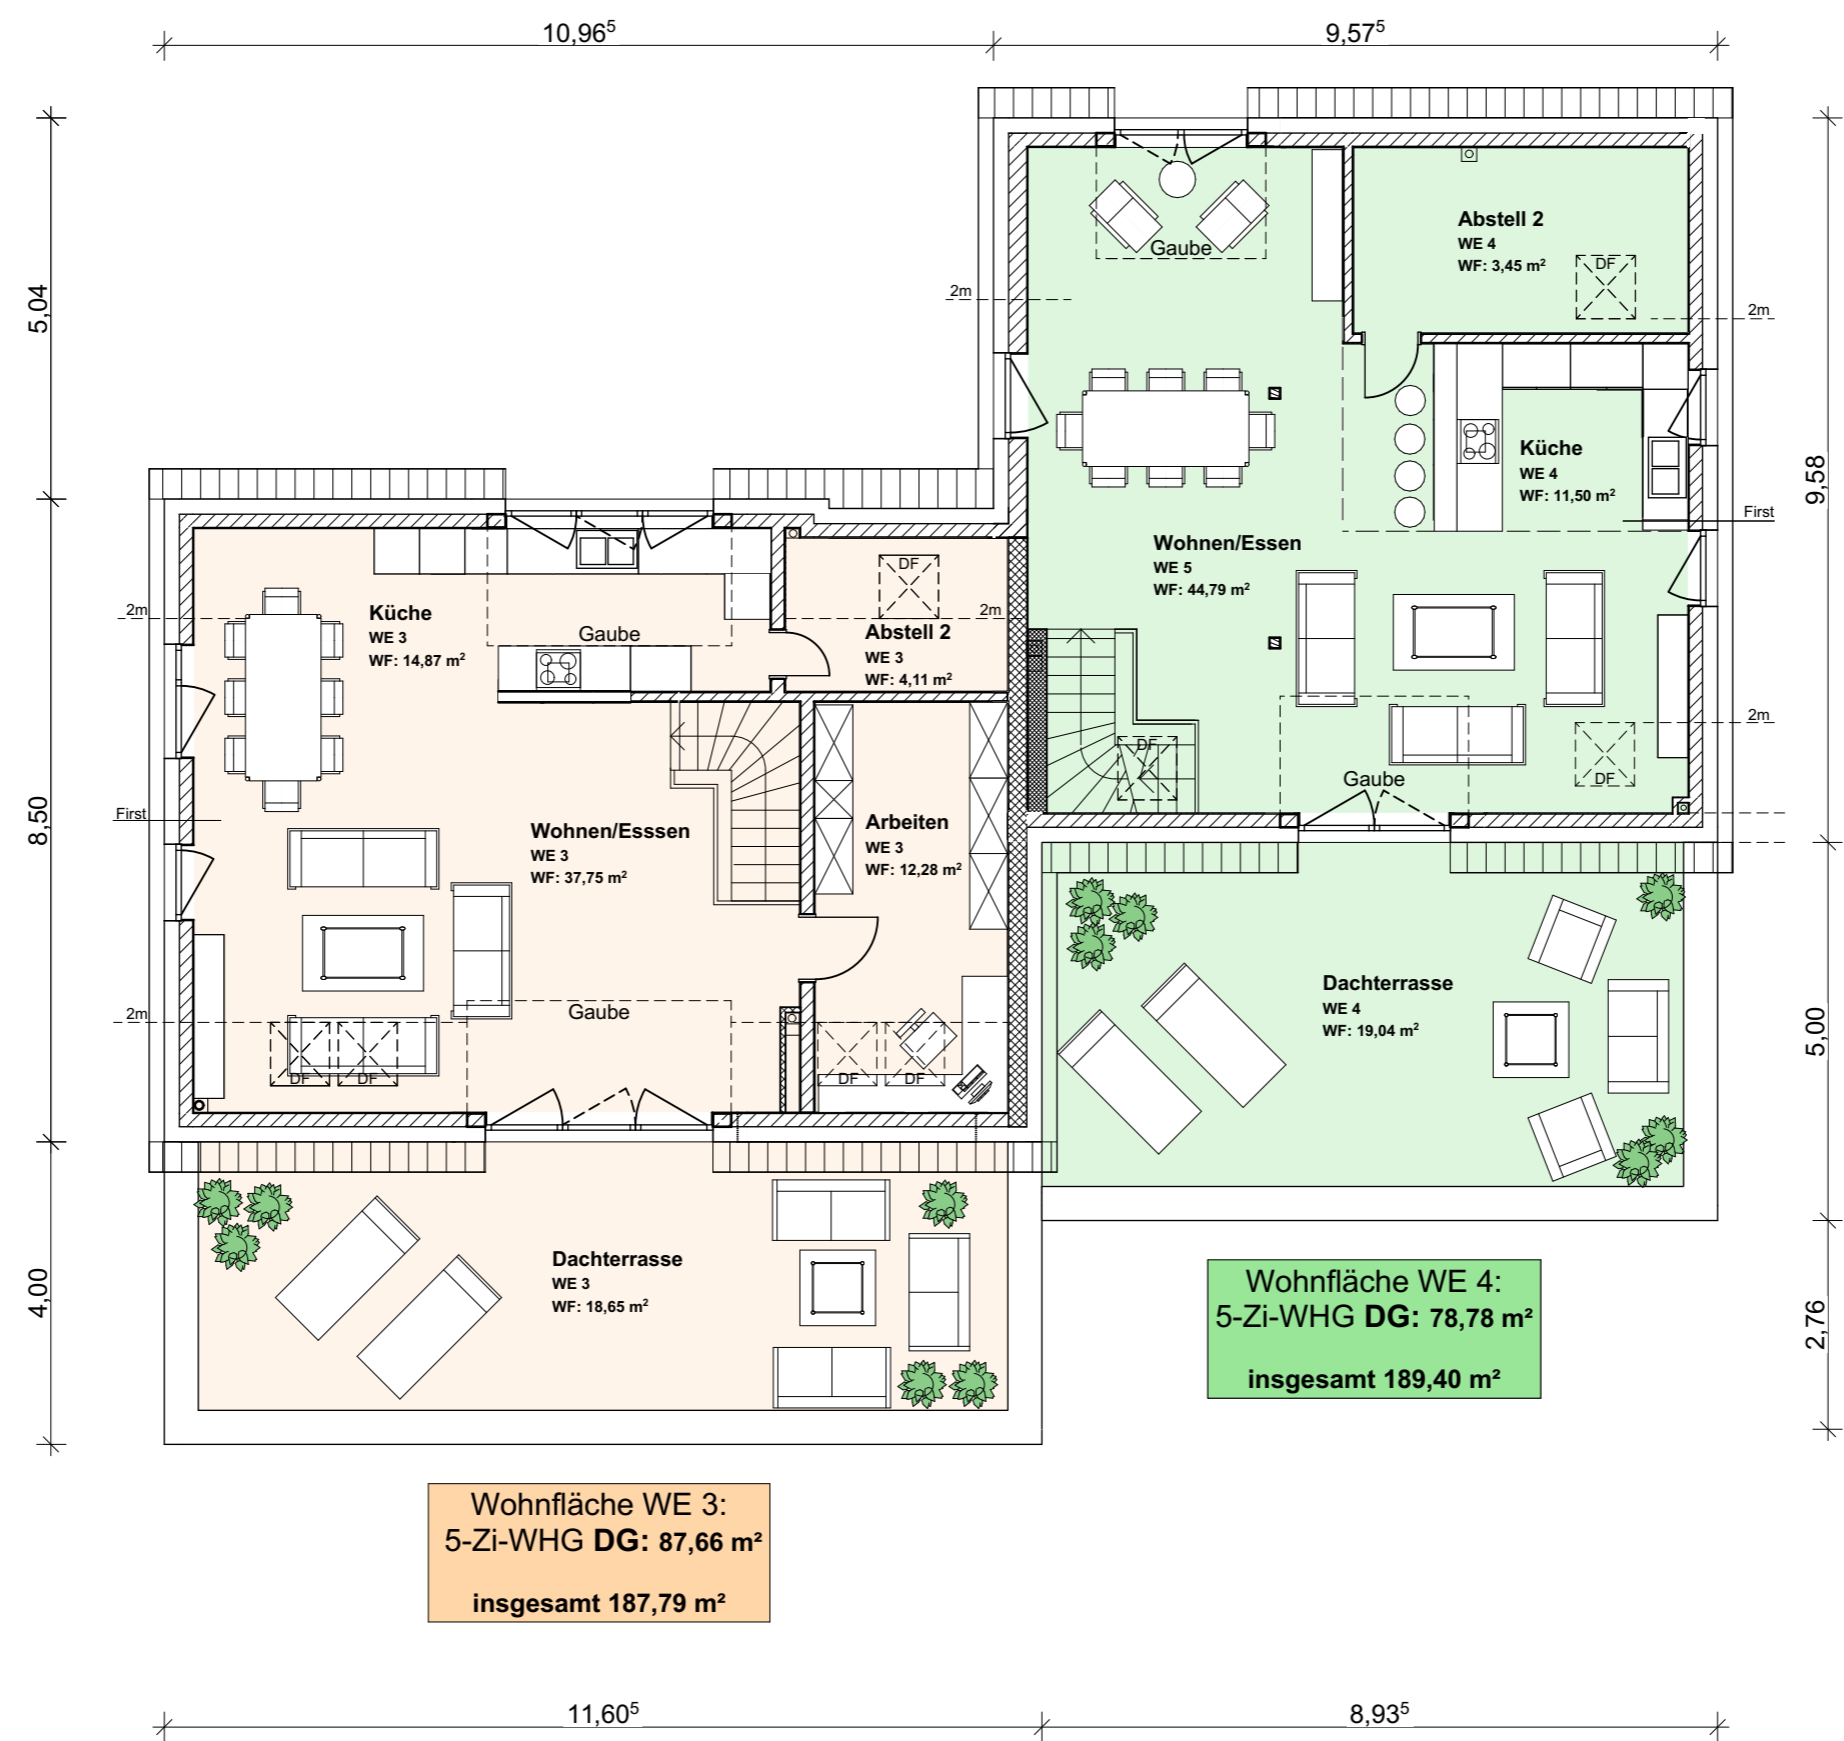 10,96⁵
9,57⁵
5,04
8,50
4,00
9,58
5,00
2,76
Gaube
Abstell 2
WE 4
WF: 3,45 m²
DF
2m
2m
Küche
WE 4
WF: 11,50 m²
First
Wohnen/Essen
WE 5
WF: 44,79 m²
2m
DF
DF
Gaube
2m
Küche
WE 3
WF: 14,87 m²
Gaube
DF
2m
Abstell 2
WE 3
WF: 4,11 m²
First
Wohnen/Esssen
WE 3
WF: 37,75 m²
Arbeiten
WE 3
WF: 12,28 m²
2m
Gaube
DF
DF
DF
DF
Dachterrasse
WE 4
WF: 19,04 m²
Dachterrasse
WE 3
WF: 18,65 m²
Wohnfläche WE 4:
5-Zi-WHG DG: 78,78 m²
insgesamt 189,40 m²
Wohnfläche WE 3:
5-Zi-WHG DG: 87,66 m²
insgesamt 187,79 m²
11,60⁵
8,93⁵